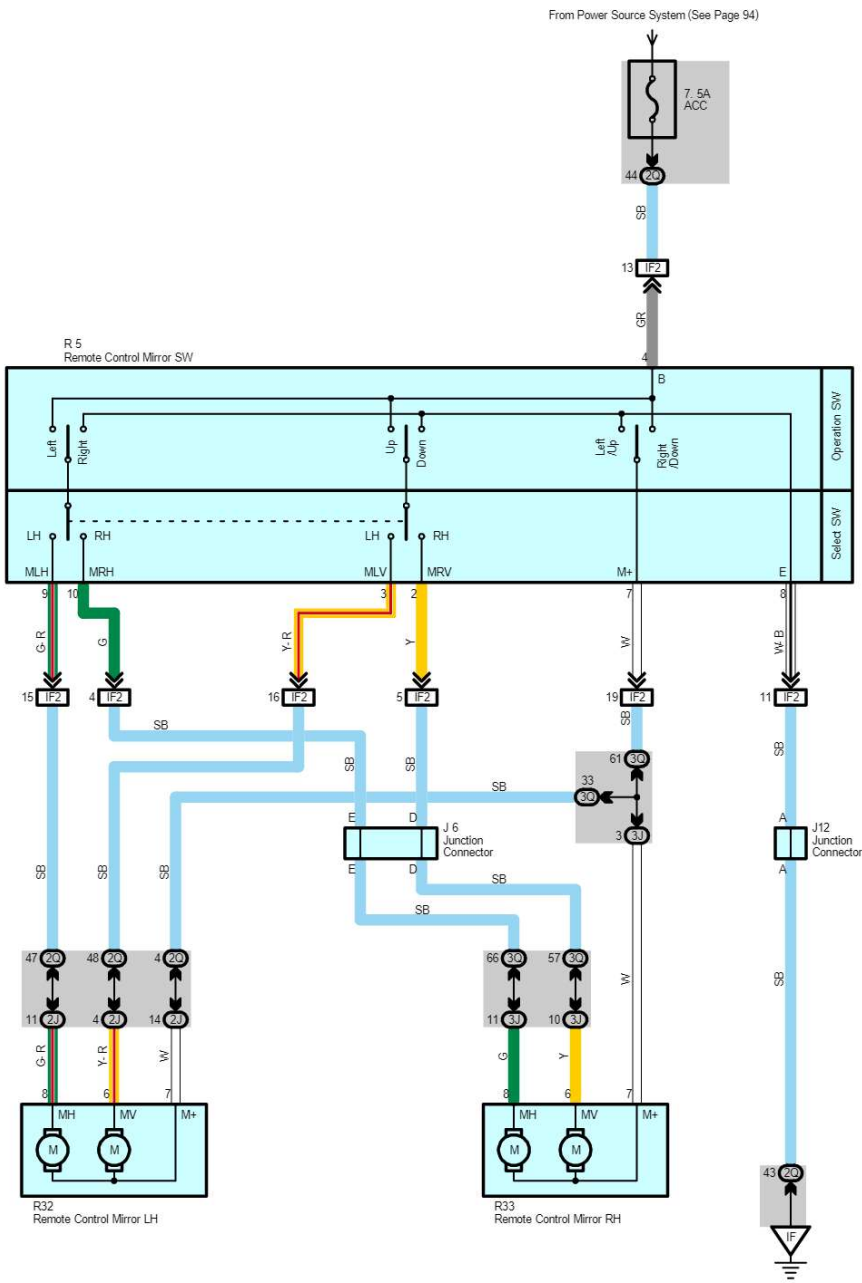 From Power Source System (See Page 94)
7. 5A
ACC
44 2Q
SB
13 IF2
GR
4
R 5
Remote Control Mirror SW
B
Left
Right
Up
Down
Left
/Up
Right
/Down
Operation SW
LH
RH
LH
RH
Select SW
MLH
MRH
MLV
MRV
M+
E
9
10
3
2
7
8
G- R
G
Y- R
Y
W
W- B
15 IF2
4 IF2
16 IF2
5 IF2
19 IF2
11 IF2
SB
SB
SB
SB
SB
61 3Q
33
3Q
SB
3 3J
E
D
J 6
Junction
Connector
E
D
A
J12
Junction
Connector
A
SB
SB
SB
SB
SB
47 2Q
48 2Q
4 2Q
66 3Q
57 3Q
W
SB
11 2J
4 2J
14 2J
11 3J
10 3J
G- R
Y- R
W
G
Y
8
6
7
8
6
7
MH
MV
M+
MH
MV
M+
M
M
M
M
43 2Q
R32
Remote Control Mirror LH
R33
Remote Control Mirror RH
IF